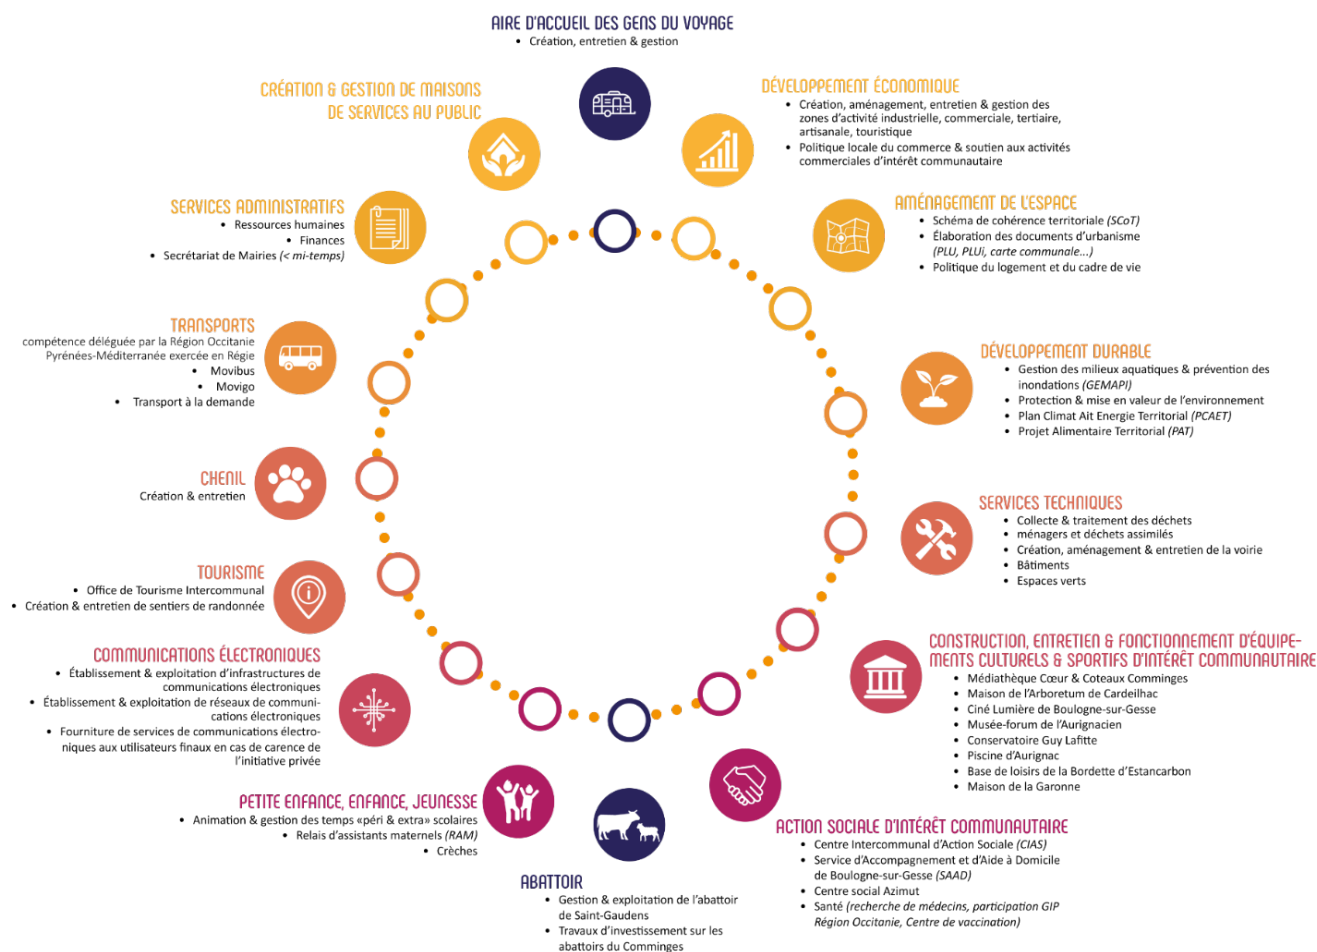 AIRE D'ACCUEIL DES GENS DU VOYAGE
• Création, entretien & gestion
DÉVELOPPEMENT ÉCONOMIQUE
• Création, aménagement, entretien & gestion des
zones d'activité industrielle, commerciale, tertiaire,
artisanale, touristique
• Politique locale du commerce & soutien aux activités
commerciales d'intérêt communautaire
AMÉNAGEMENT DE L'ESPACE
• Schéma de cohérence territoriale (SCoT)
• Élaboration des documents d'urbanisme
(PLU, PLUi, carte communale...)
• Politique du logement et du cadre de vie
DÉVELOPPEMENT DURABLE
• Gestion des milieux aquatiques & prévention des
inondations (GEMAPI)
• Protection & mise en valeur de l'environnement
• Plan Climat Ait Energie Territorial (PCAET)
• Projet Alimentaire Territorial (PAT)
SERVICES TECHNIQUES
• Collecte & traitement des déchets
• ménagers et déchets assimilés
• Création, aménagement & entretien de la voirie
• Bâtiments
• Espaces verts
CONSTRUCTION, ENTRETIEN & FONCTIONNEMENT D'ÉQUIPE-
MENTS CULTURELS & SPORTIFS D'INTÉRÊT COMMUNAUTAIRE
• Médiathèque Cœur & Coteaux Comminges
• Maison de l'Arboretum de Cardeilhac
• Ciné Lumière de Boulogne-sur-Gesse
• Musée-forum de l'Aurignacien
• Conservatoire Guy Lafitte
• Piscine d'Aurignac
• Base de loisirs de la Bordette d'Estancarbon
• Maison de la Garonne
ACTION SOCIALE D'INTÉRÊT COMMUNAUTAIRE
• Centre Intercommunal d'Action Sociale (CIAS)
• Service d'Accompagnement et d'Aide à Domicile
de Boulogne-sur-Gesse (SAAD)
• Centre social Azimut
• Santé (recherche de médecins, participation GIP
Région Occitanie, Centre de vaccination)
ABATTOIR
• Gestion & exploitation de l'abattoir
de Saint-Gaudens
• Travaux d'investissement sur les
abattoirs du Comminges
PETITE ENFANCE, ENFANCE, JEUNESSE
• Animation & gestion des temps «péri & extra» scolaires
• Relais d'assistants maternels (RAM)
• Crèches
COMMUNICATIONS ÉLECTRONIQUES
• Établissement & exploitation d'infrastructures de
communications électroniques
• Établissement & exploitation de réseaux de communi-
cations électroniques
• Fourniture de services de communications électro-
niques aux utilisateurs finaux en cas de carence de
l'initiative privée
TOURISME
• Office de Tourisme Intercommunal
• Création & entretien de sentiers de randonnée
CHENIL
Création & entretien
TRANSPORTS
compétence déléguée par la Région Occitanie
Pyrénées-Méditerranée exercée en Régie
• Movibus
• Movigo
• Transport à la demande
SERVICES ADMINISTRATIFS
• Ressources humaines
• Finances
• Secrétariat de Mairies (< mi-temps)
CRÉATION & GESTION DE MAISONS
DE SERVICES AU PUBLIC